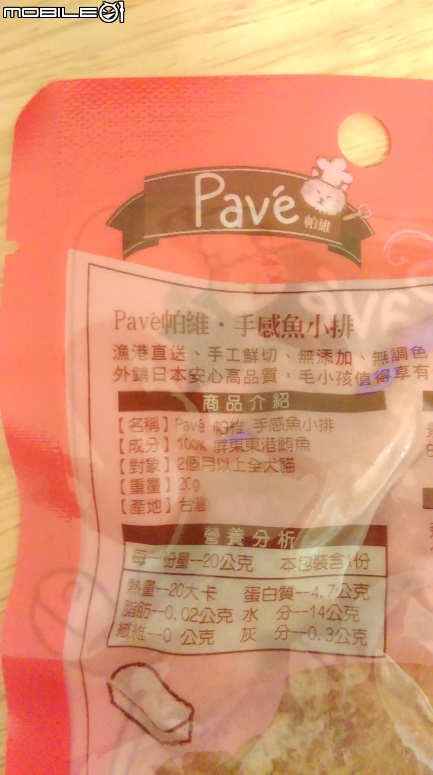 MOBILE01
Pavé
帕維
Pavé帕維・手感魚小排
漁港直送、手工鮮切、無添加、無調色
外銷日本安心高品質,毛小孩值得享有
商品介紹
【名稱】Pavé 帕維 手感魚小排
【成分】100% 屏東東港鮪魚
【對象】2個月以上全犬貓
【重量】20g
【產地】台灣
營養分析
每一份量--20公克 本包裝含1份
熱量--20大卡 蛋白質--4.7公克
脂肪--0.02公克 水 分--14公克
纖維--0 公克 灰 分--0.3公克